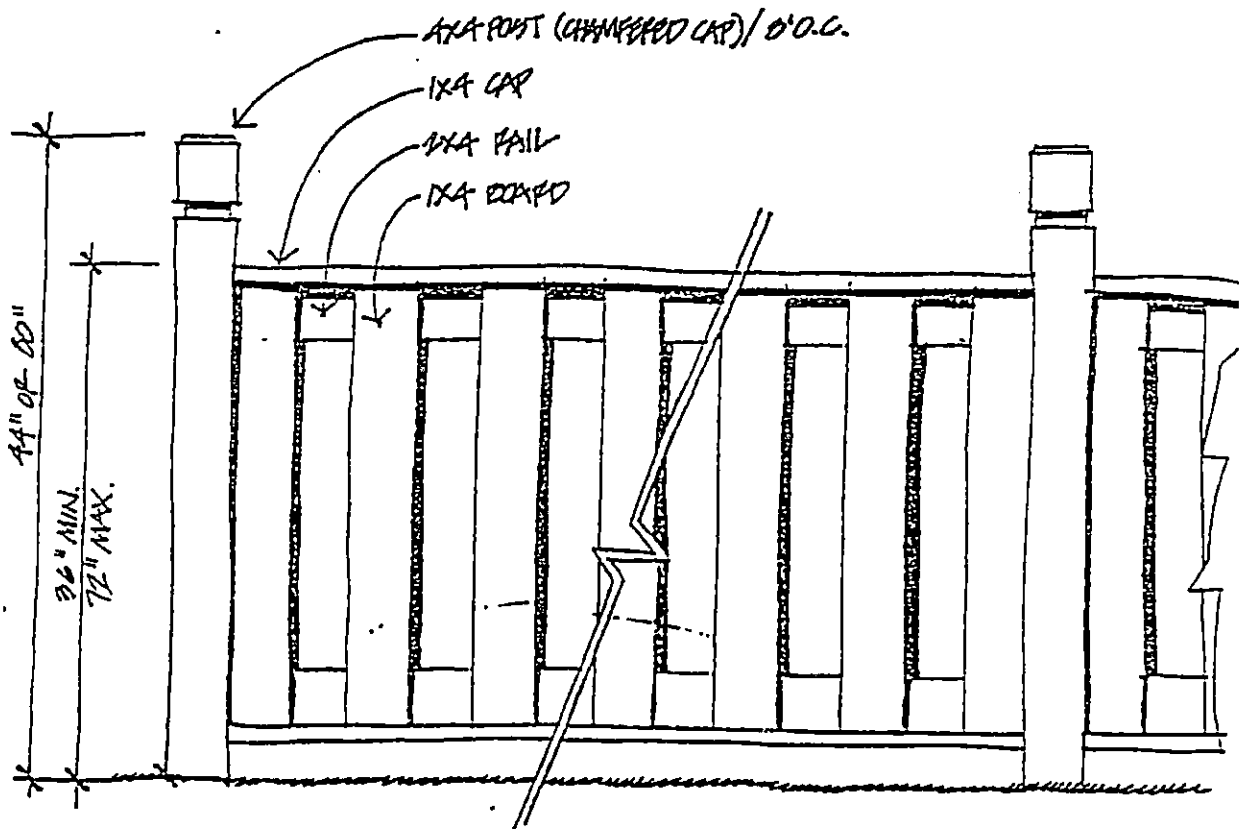 4X4 POST (CHAMFERED CAP)/ 8' O.C.
1X4 CAP
2X4 RAIL
1X4 BOARD
44" OR 80"
36" MIN.
72" MAX.